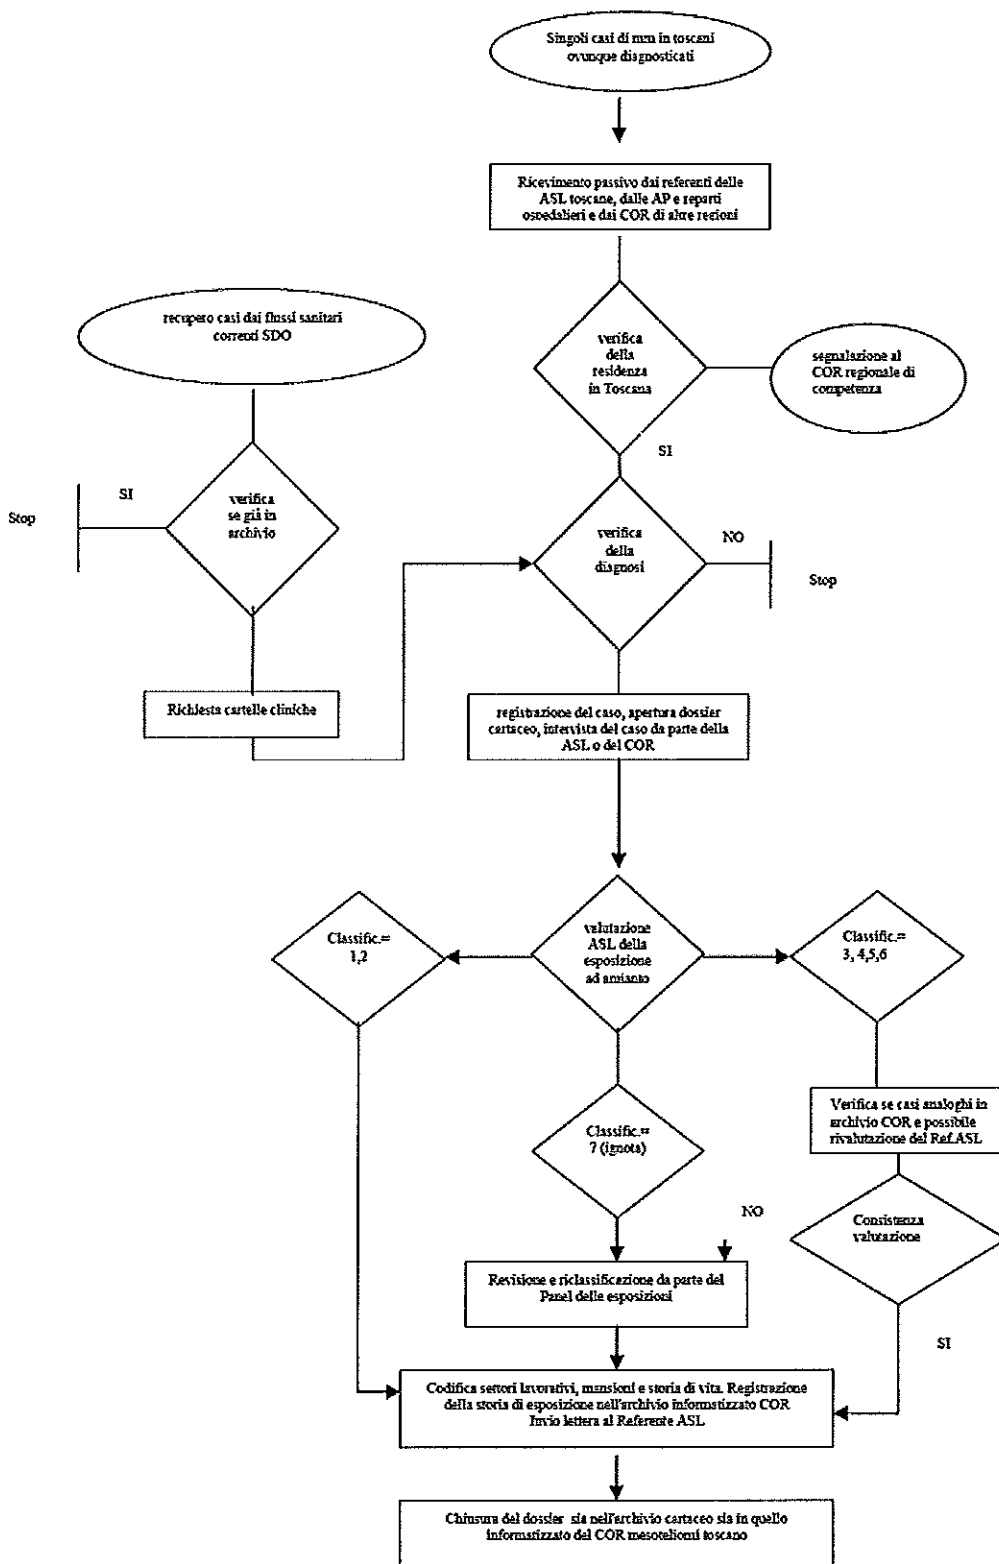 Singoli casi di mm in toscani
ovunque diagnosticati
Ricevimento passivo dai referenti delle
ASL toscane, dalle AP e reparti
ospedalieri e dai COR di altre regioni
recupero casi dai flussi sanitari
correnti SDO
verifica
della
residenza
in Toscana
segnalazione al
COR regionale di
competenza
SI
Stop
SI
verifica
se già in
archivio
verifica
della
diagnosi
NO
Stop
Richiesta cartelle cliniche
registrazione del caso, apertura dossier
cartaceo, intervista del caso da parte della
ASL o del COR
Classific.=
1,2
valutazione
ASL della
esposizione
ad amianto
Classific.=
3, 4,5,6
Classific.=
7 (ignota)
Verifica se casi analoghi in
archivio COR e possibile
rivalutazione del Ref.ASL
NO
Consistenza
valutazione
Revisione e riclassificazione da parte del
Panel delle esposizioni
SI
Codifica settori lavorativi, mansioni e storia di vita. Registrazione
della storia di esposizione nell'archivio informatizzato COR
Invio lettera al Referente ASL
Chiusura del dossier sia nell'archivio cartaceo sia in quello
informatizzato del COR mesoteliomi toscano